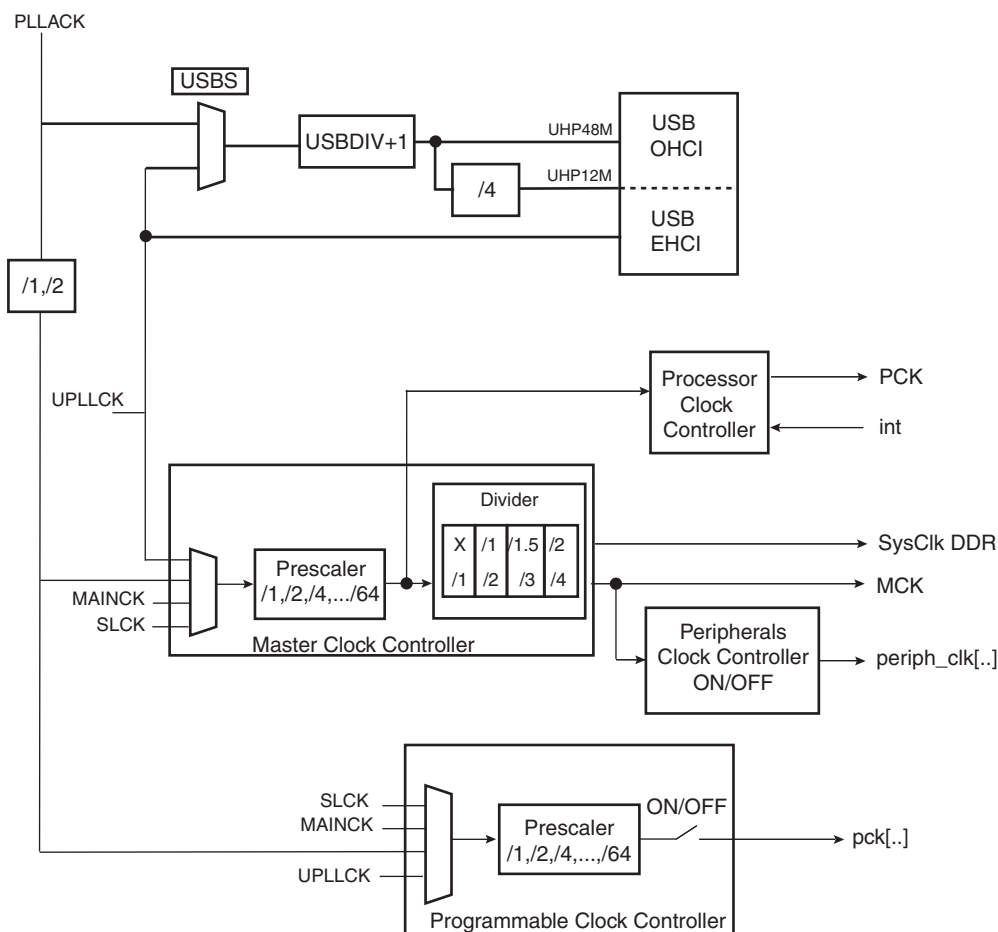 PLLACK
USBS
USBDIV+1
UHP48M
USB
OHCI
/4
UHP12M
USB
EHCI
/1,/2
UPLLCK
Processor
Clock
Controller
PCK
int
Divider
X /1 /1.5 /2
/1 /2 /3 /4
Prescaler
/1,/2,/4,.../64
MAINCK
SLCK
Master Clock Controller
SysClk DDR
MCK
Peripherals
Clock Controller
ON/OFF
periph_clk[..]
SLCK
MAINCK
UPLLCK
Prescaler
/1,/2,/4,...,/64
ON/OFF
pck[..]
Programmable Clock Controller